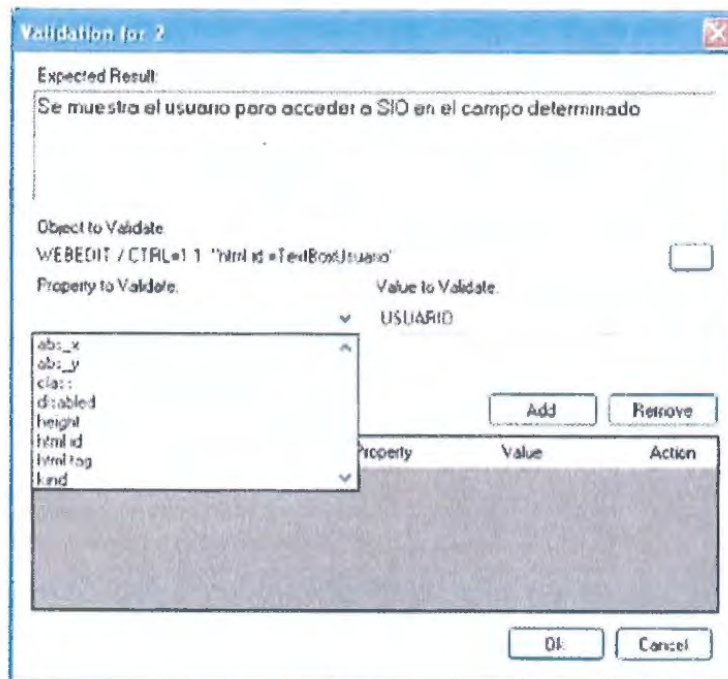 Validation for 2
Expected Result:
Se muestra el usuario para acceder a SIO en el campo determinado
Object to Validate:
WEBEDIT / CTRL=1 1 "html id =TextBoxUsuario"
Property to Validate:
Value to Validate:
USUARIO
abs_x
abs_y
class
disabled
height
html id
html tag
kind
Add
Remove
Property
Value
Action
Ok
Cancel